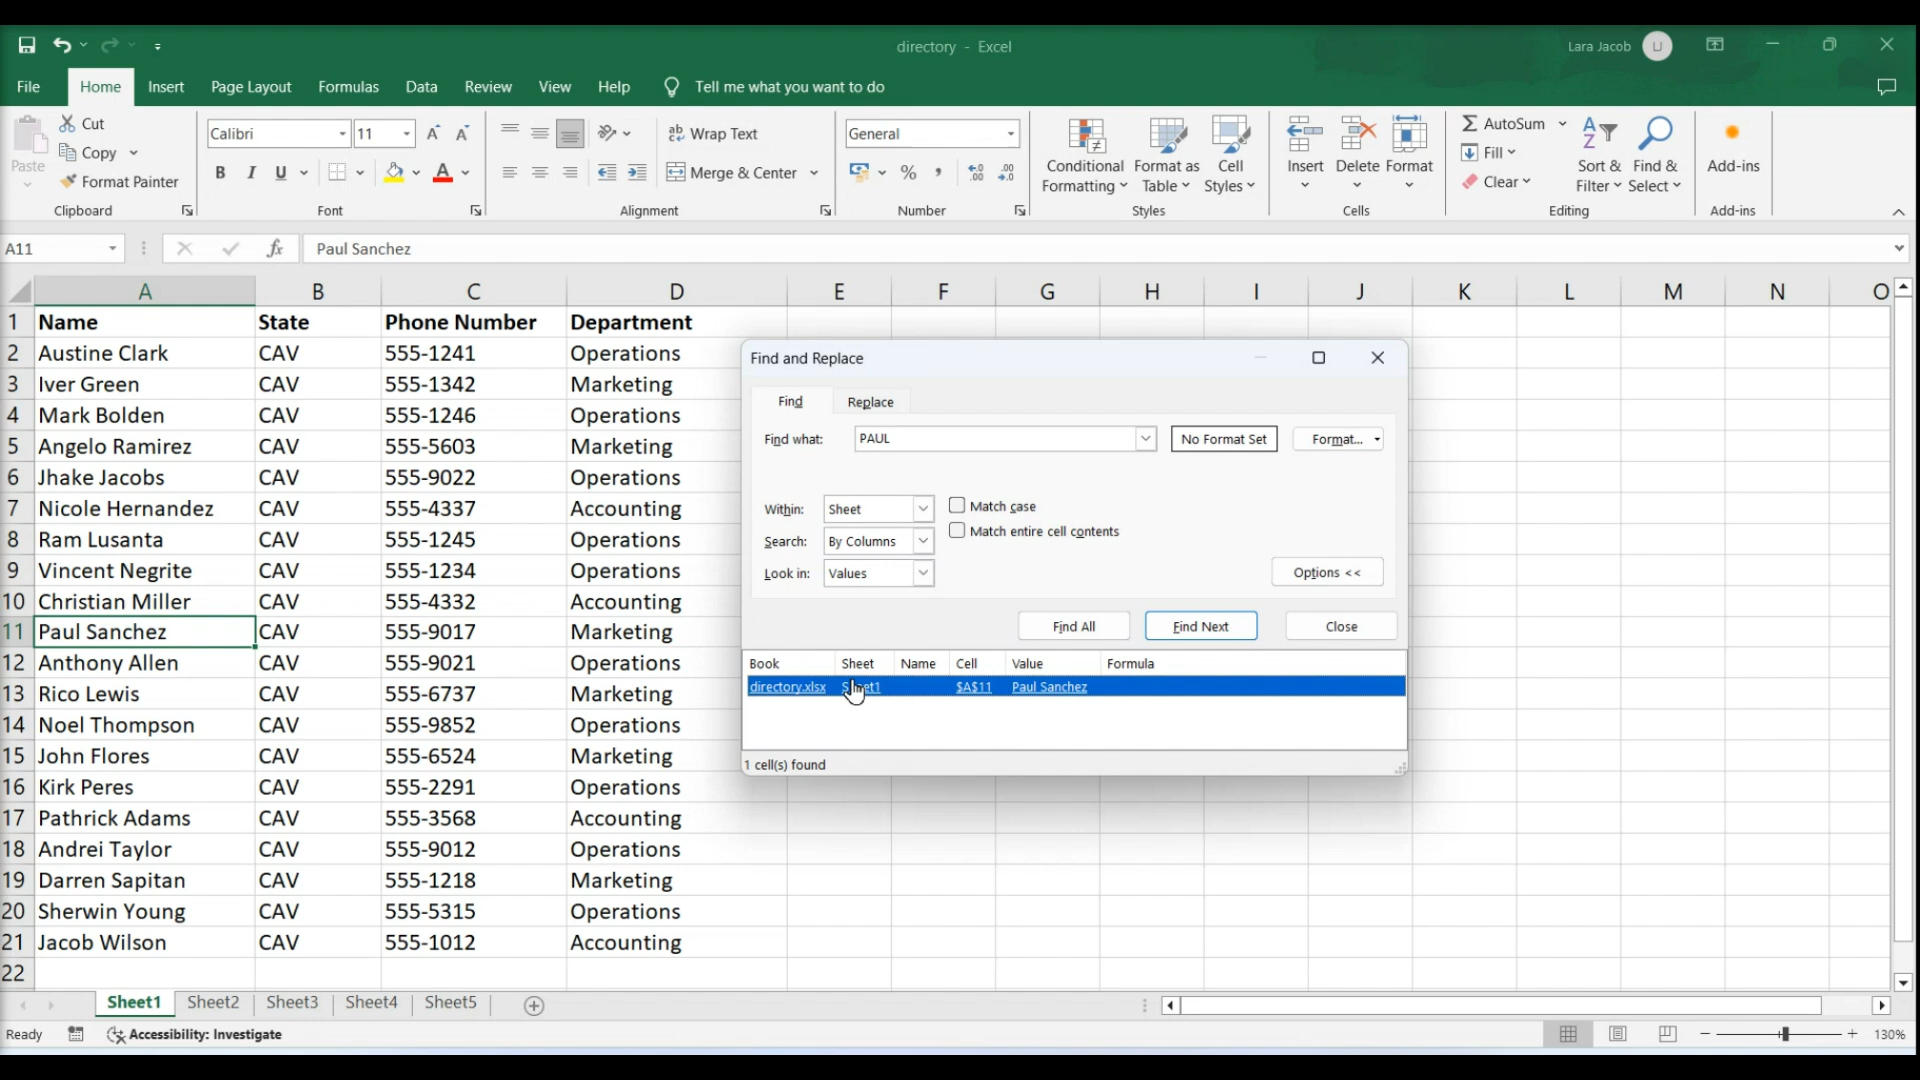 directory - Excel
Lara Jacob
LJ
File Home Insert Page Layout Formulas Data Review View Help Tell me what you want to do
Paste
Cut
Copy
Format Painter
Clipboard
Calibri 11
B I U
A
Font
Wrap Text
Merge & Center
Alignment
General
%
Number
Conditional Formatting
Format as Table
Cell Styles
Styles
Insert Delete Format
Cells
AutoSum
Fill
Clear
Sort & Filter
Find & Select
Editing
Add-ins
Add-ins
A11 fx Paul Sanchez
A B C D E F G H I J K L M N O
1 Name State Phone Number Department
2 Austine Clark CAV 555-1241 Operations
3 Iver Green CAV 555-1342 Marketing
4 Mark Bolden CAV 555-1246 Operations
5 Angelo Ramirez CAV 555-5603 Marketing
6 Jhake Jacobs CAV 555-9022 Operations
7 Nicole Hernandez CAV 555-4337 Accounting
8 Ram Lusanta CAV 555-1245 Operations
9 Vincent Negrite CAV 555-1234 Operations
10 Christian Miller CAV 555-4332 Accounting
11 Paul Sanchez CAV 555-9017 Marketing
12 Anthony Allen CAV 555-9021 Operations
13 Rico Lewis CAV 555-6737 Marketing
14 Noel Thompson CAV 555-9852 Operations
15 John Flores CAV 555-6524 Marketing
16 Kirk Peres CAV 555-2291 Operations
17 Pathrick Adams CAV 555-3568 Accounting
18 Andrei Taylor CAV 555-9012 Operations
19 Darren Sapitan CAV 555-1218 Marketing
20 Sherwin Young CAV 555-5315 Operations
21 Jacob Wilson CAV 555-1012 Accounting
22
Find and Replace
Find Replace
Find what: PAUL No Format Set Format...
Within: Sheet Match case
Search: By Columns Match entire cell contents
Look in: Values Options <<
Find All Find Next Close
Book Sheet Name Cell Value Formula
directory.xlsx $A$11 Paul Sanchez
1 cell(s) found
Sheet1 Sheet2 Sheet3 Sheet4 Sheet5
Ready Accessibility: Investigate 130%